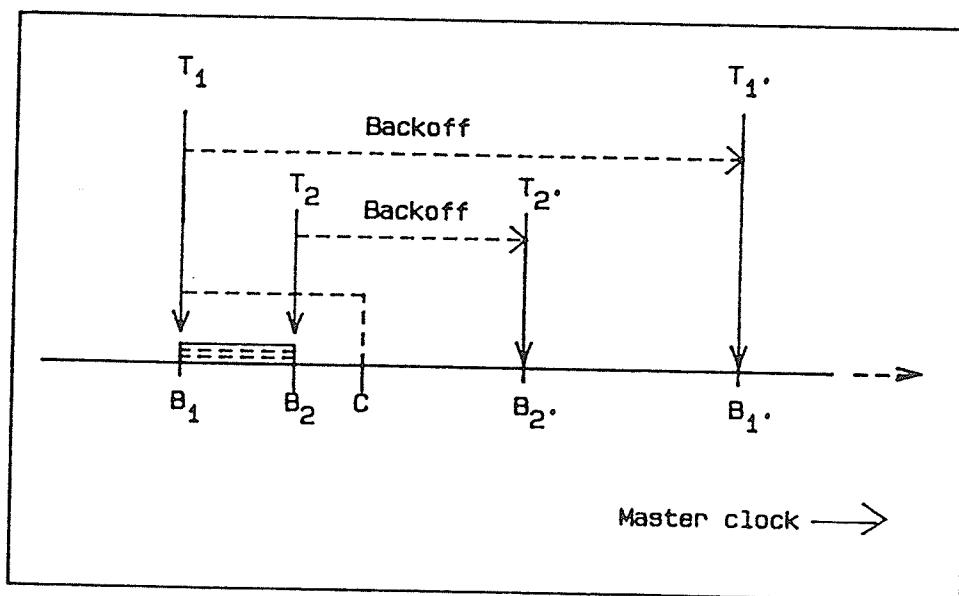 T₁ T₁'
Backoff
T₂ T₂'
Backoff
B₁ B₂ C B₂' B₁'
Master clock